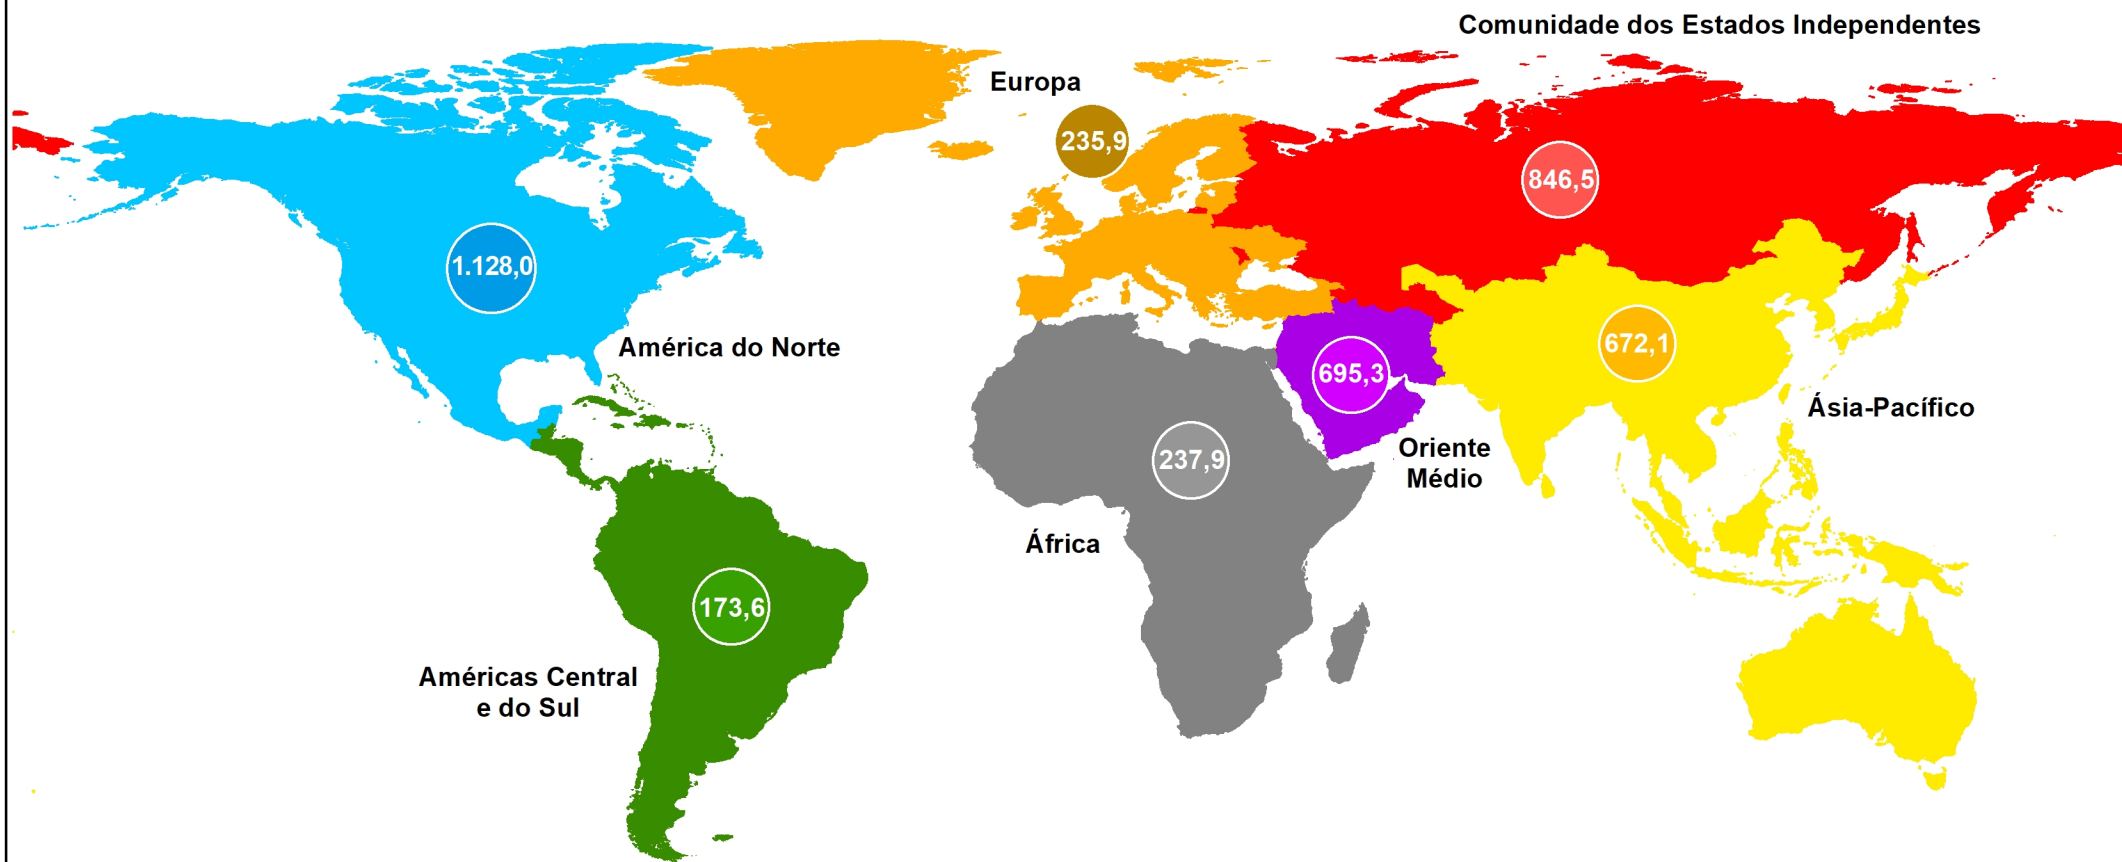 Comunidade dos Estados Independentes
Europa
235,9
846,5
1.128,0
América do Norte
695,3
672,1
Ásia-Pacífico
Oriente
Médio
237,9
África
173,6
Américas Central
e do Sul